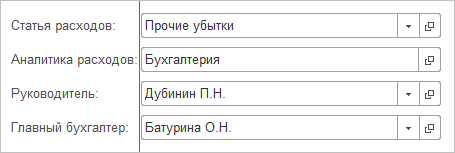 Статья расходов: Прочие убытки
Аналитика расходов: Бухгалтерия
Руководитель: Дубинин П.Н.
Главный бухгалтер: Батурина О.Н.